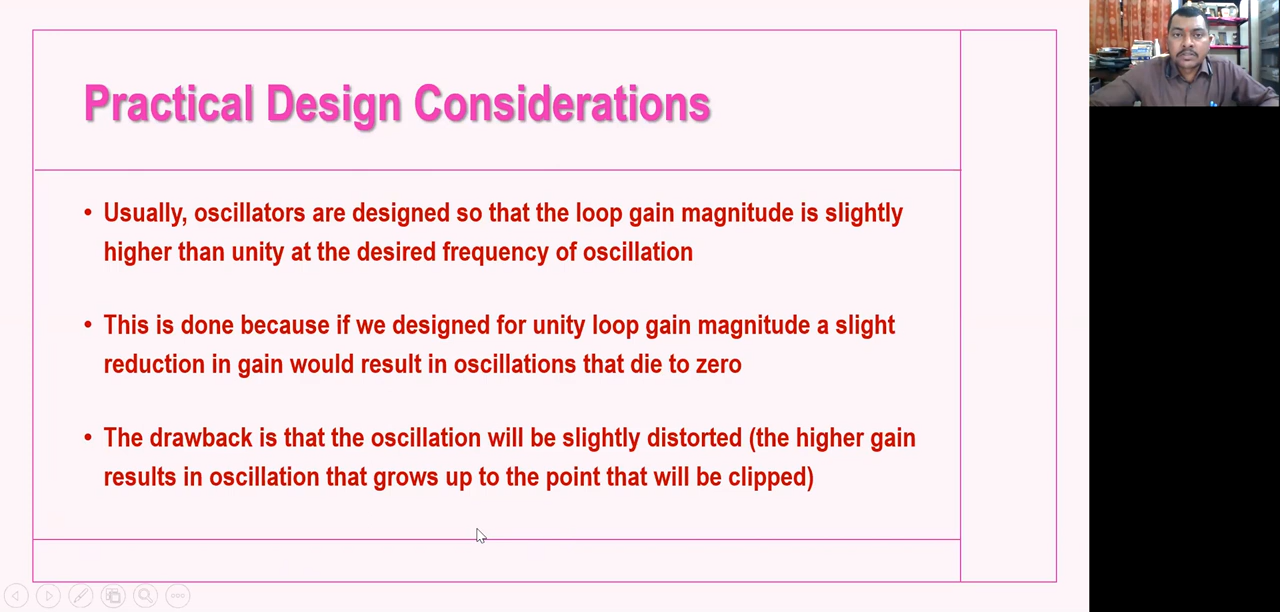 Practical Design Considerations
• Usually, oscillators are designed so that the loop gain magnitude is slightly
higher than unity at the desired frequency of oscillation
• This is done because if we designed for unity loop gain magnitude a slight
reduction in gain would result in oscillations that die to zero
• The drawback is that the oscillation will be slightly distorted (the higher gain
results in oscillation that grows up to the point that will be clipped)